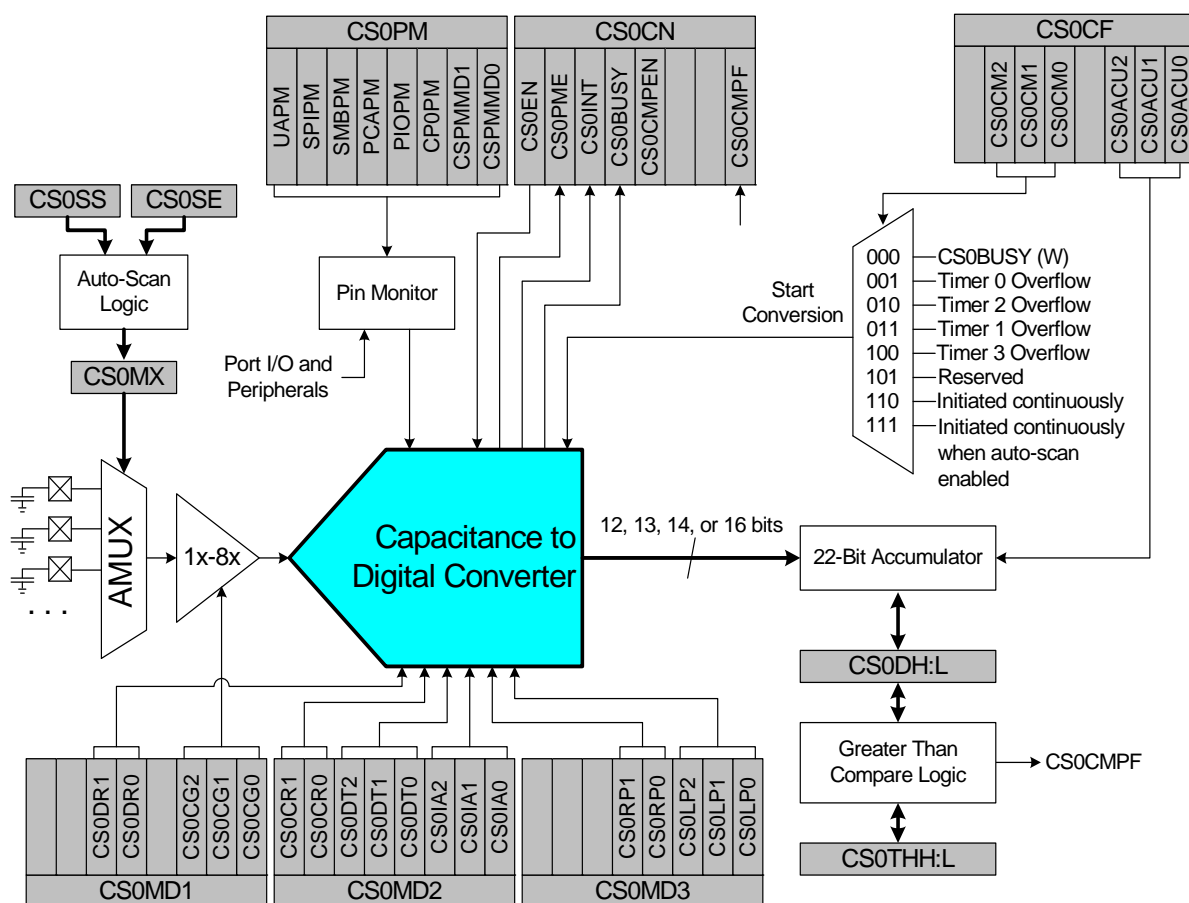 CS0PM
UAPM
SPIPM
SMBPM
PCAPM
PIOPM
CP0PM
CSPMMD1
CSPMMD0
CS0CN
CS0EN
CS0PME
CS0INT
CS0BUSY
CS0CMPEN
CS0CMPF
CS0CF
CS0CM2
CS0CM1
CS0CM0
CS0ACU2
CS0ACU1
CS0ACU0
CS0SS
CS0SE
Auto-Scan
Logic
CS0MX
Pin Monitor
Port I/O and
Peripherals
Start
Conversion
000
CS0BUSY (W)
001
Timer 0 Overflow
010
Timer 2 Overflow
011
Timer 1 Overflow
100
Timer 3 Overflow
101
Reserved
110
Initiated continuously
111
Initiated continuously
when auto-scan
enabled
AMUX
. . .
1x-8x
Capacitance to
Digital Converter
12, 13, 14, or 16 bits
22-Bit Accumulator
CS0DH:L
Greater Than
Compare Logic
CS0CMPF
CS0THH:L
CS0DR1
CS0DR0
CS0CG2
CS0CG1
CS0CG0
CS0MD1
CS0CR1
CS0CR0
CS0DT2
CS0DT1
CS0DT0
CS0IA2
CS0IA1
CS0IA0
CS0MD2
CS0RP1
CS0RP0
CS0LP2
CS0LP1
CS0LP0
CS0MD3